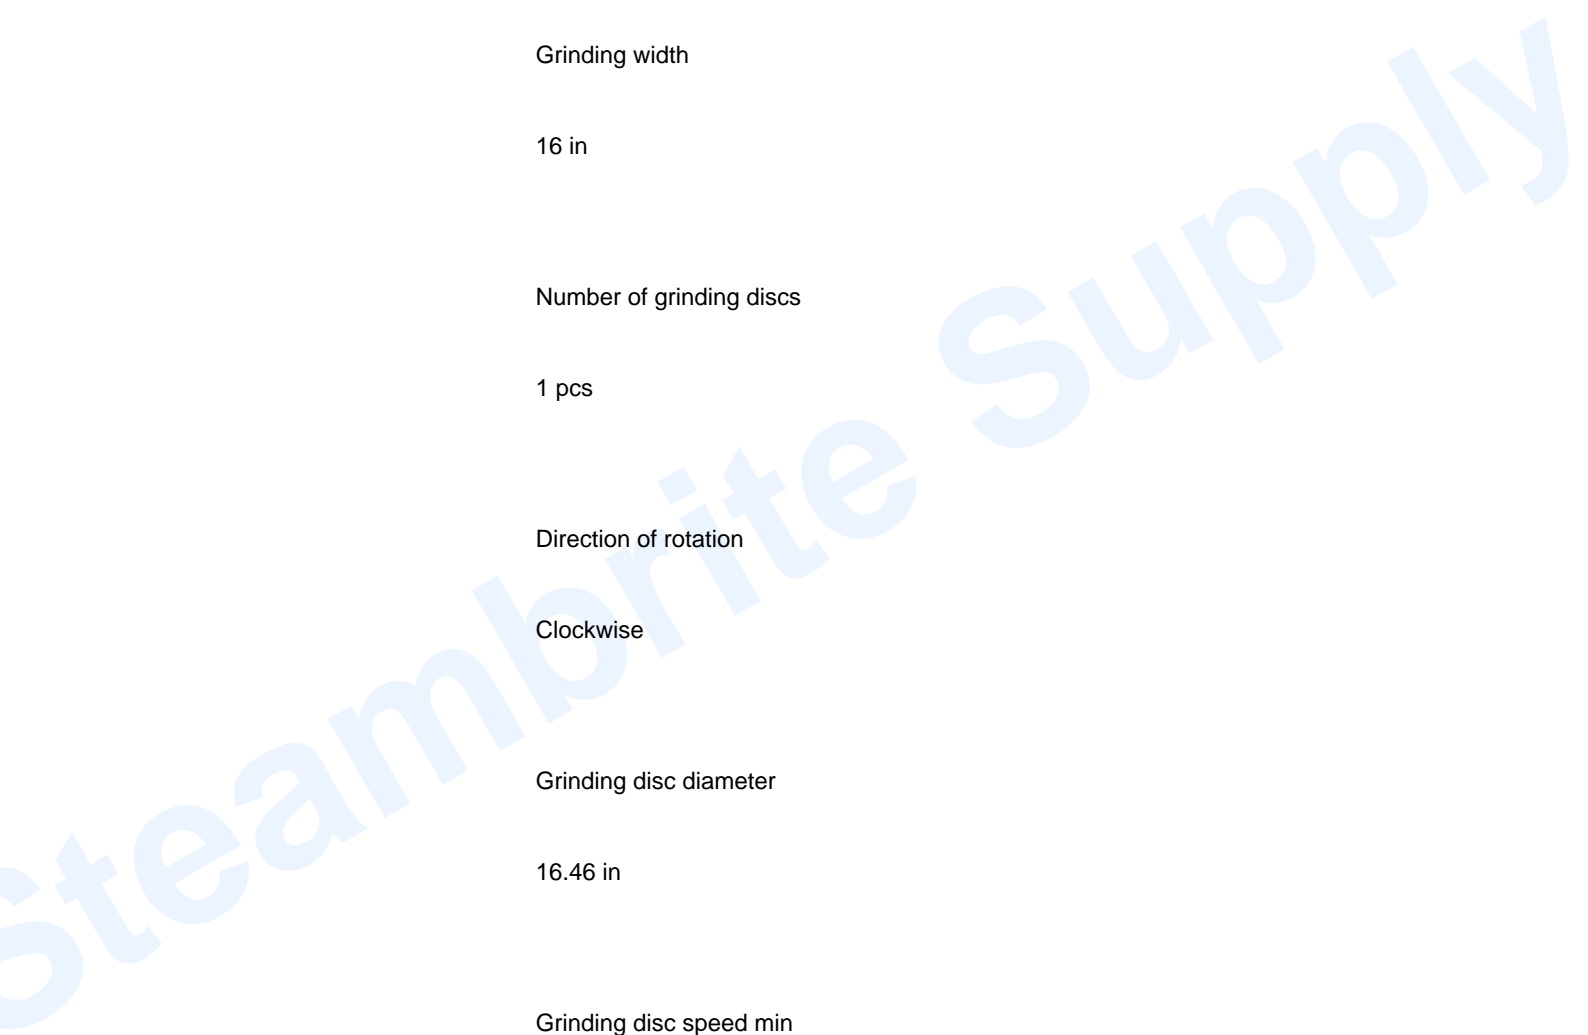 Grinding width
16 in
Number of grinding discs
1 pcs
Direction of rotation
Clockwise
Grinding disc diameter
16.46 in
Grinding disc speed min
Steambrite Supply